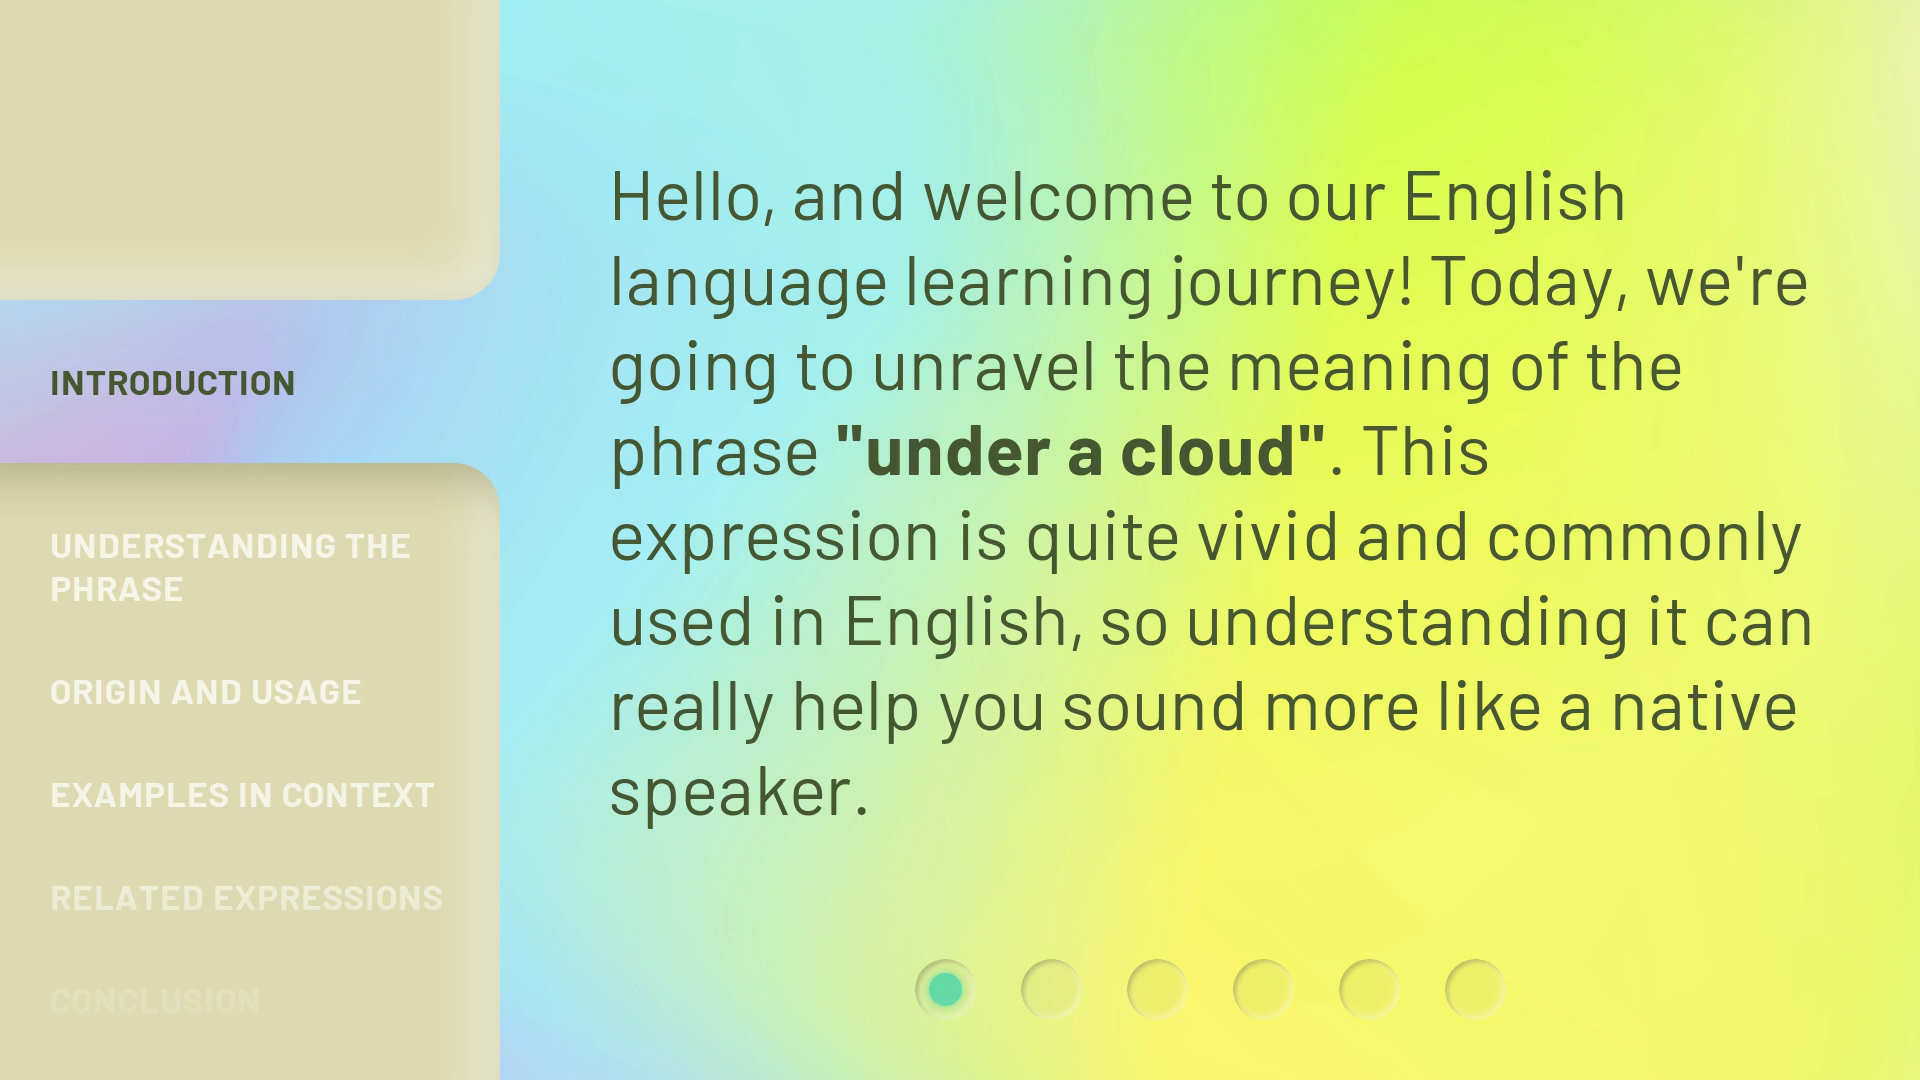 INTRODUCTION
UNDERSTANDING THE
PHRASE
ORIGIN AND USAGE
EXAMPLES IN CONTEXT
RELATED EXPRESSIONS
CONCLUSION
Hello, and welcome to our English
language learning journey! Today, we're
going to unravel the meaning of the
phrase "under a cloud". This
expression is quite vivid and commonly
used in English, so understanding it can
really help you sound more like a native
speaker.